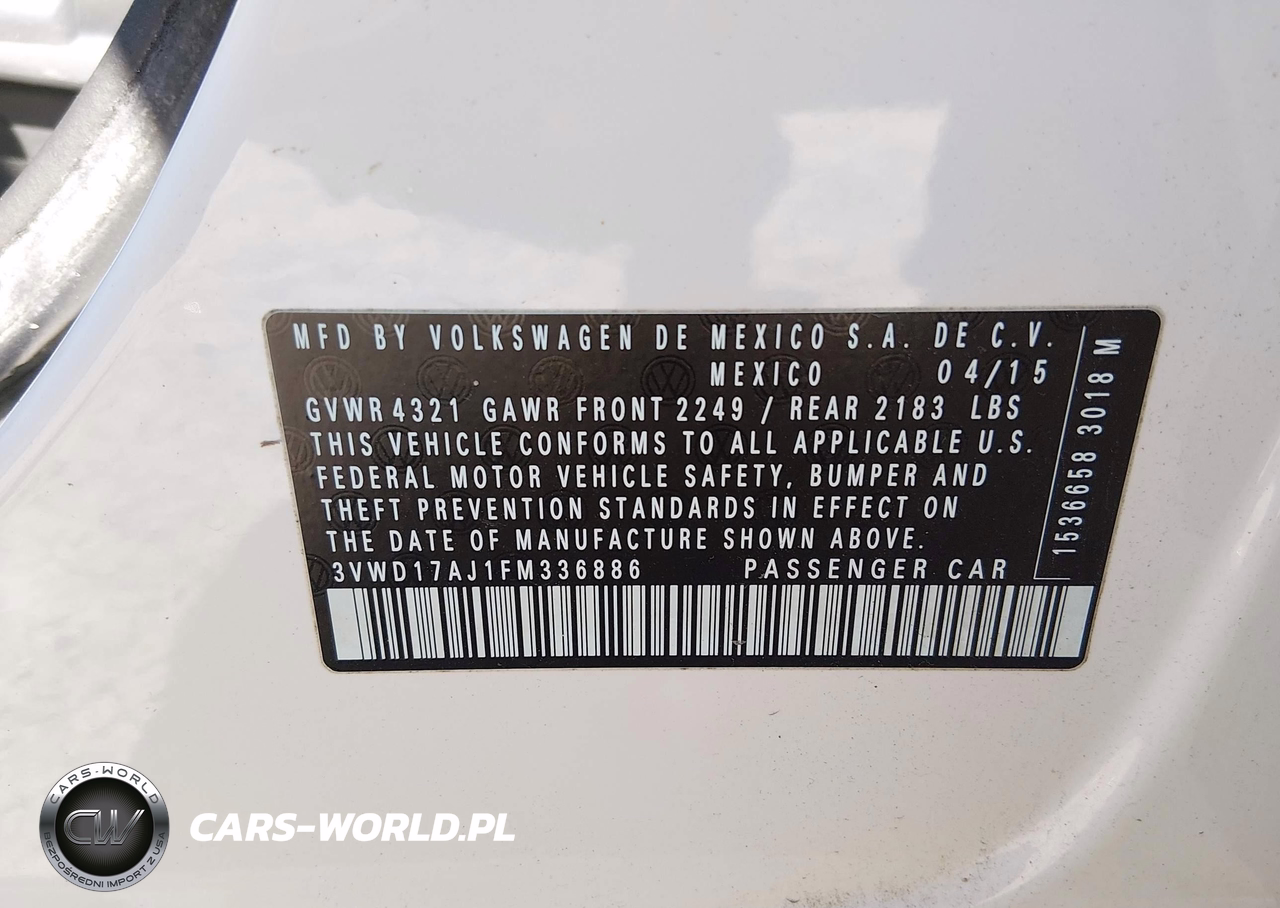 MFD BY VOLKSWAGEN DE MEXICO S.A. DE C.V.
MEXICO 04/15
GVWR 4321 GAWR FRONT 2249 / REAR 2183 LBS
THIS VEHICLE CONFORMS TO ALL APPLICABLE U.S.
FEDERAL MOTOR VEHICLE SAFETY, BUMPER AND
THEFT PREVENTION STANDARDS IN EFFECT ON
THE DATE OF MANUFACTURE SHOWN ABOVE.
3VWD17AJ1FM336886 PASSENGER CAR
1536658 3018 M
CARS-WORLD
CW
BEZPOŚREDNI IMPORT Z USA
CARS-WORLD.PL